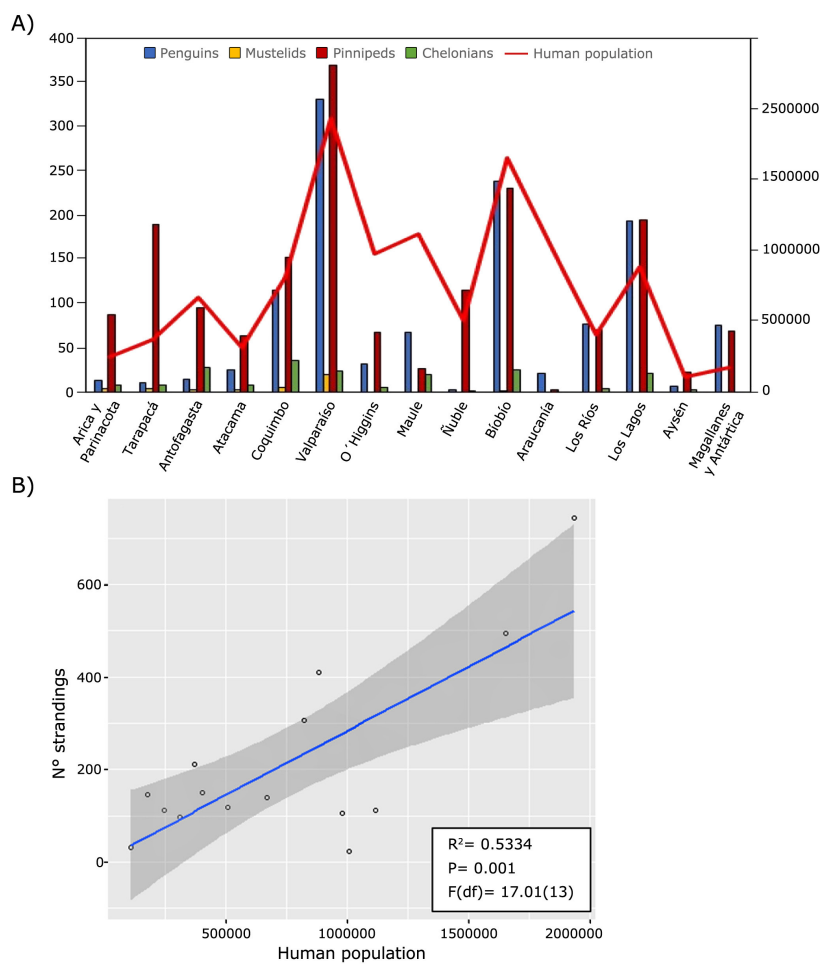 A)
Penguins Mustelids Pinnipeds Chelonians Human population
400
350
300
250
200
150
100
50
0
2500000
1500000
1000000
500000
0
Arica y
Parinacota
Tarapacá
Antofagasta
Atacama
Coquimbo
Valparaíso
O´Higgins
Maule
Ñuble
Bíobío
Araucanía
Los Ríos
Los Lagos
Aysén
Magallanes
y Antártica
B)
N° strandings
600
400
200
0
R²= 0.5334
P= 0.001
F(df)= 17.01(13)
500000 1000000 1500000 2000000
Human population